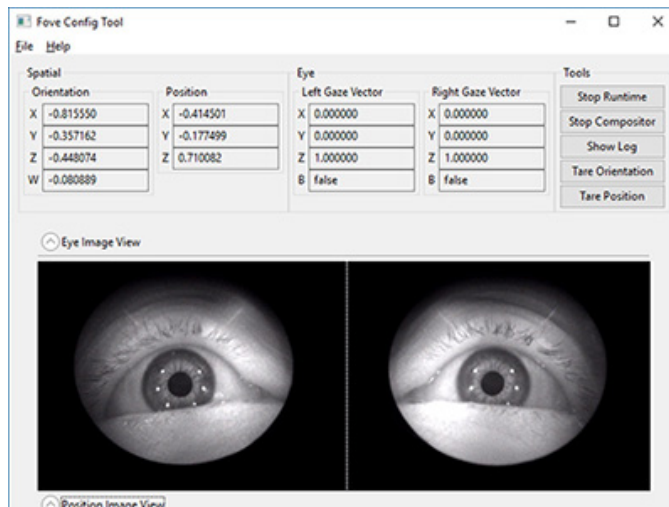 Fove Config Tool
File Help
Spatial
Orientation
X -0.815550
Y -0.357162
Z -0.448074
W -0.080889
Position
X -0.414501
Y -0.177499
Z 0.710082
Eye
Left Gaze Vector
X 0.000000
Y 0.000000
Z 1.000000
B false
Right Gaze Vector
X 0.000000
Y 0.000000
Z 1.000000
B false
Tools
Stop Runtime
Stop Compositor
Show Log
Tare Orientation
Tare Position
Eye Image View
Position Image View